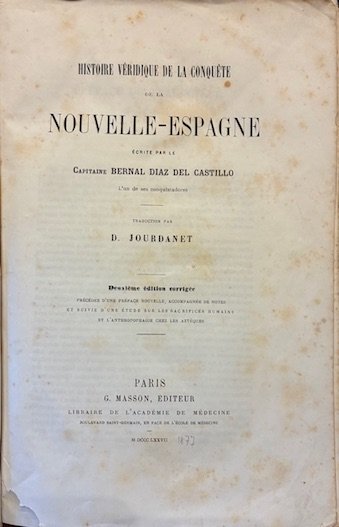 HISTOIRE VÉRIDIQUE DE LA CONQUÊTE
DE LA
NOUVELLE-ESPAGNE
ÉCRITE PAR LE
CAPITAINE BERNAL DIAZ DEL CASTILLO
L'un de ses conquistadores
TRADUCTION PAR
D. JOURDANET
Deuxième édition corrigée
PRÉCÉDÉE D'UNE PRÉFACE NOUVELLE, ACCOMPAGNÉE DE NOTES
ET SUIVIE D'UNE ÉTUDE SUR LES SACRIFICES HUMAINS
ET L'ANTHROPOPHAGIE CHEZ LES AZTÈQUES
PARIS
G. MASSON, ÉDITEUR
LIBRAIRE DE L'ACADÉMIE DE MÉDECINE
BOULEVARD SAINT-GERMAIN, EN FACE DE L'ÉCOLE DE MÉDECINE
M DCCC LXXVII